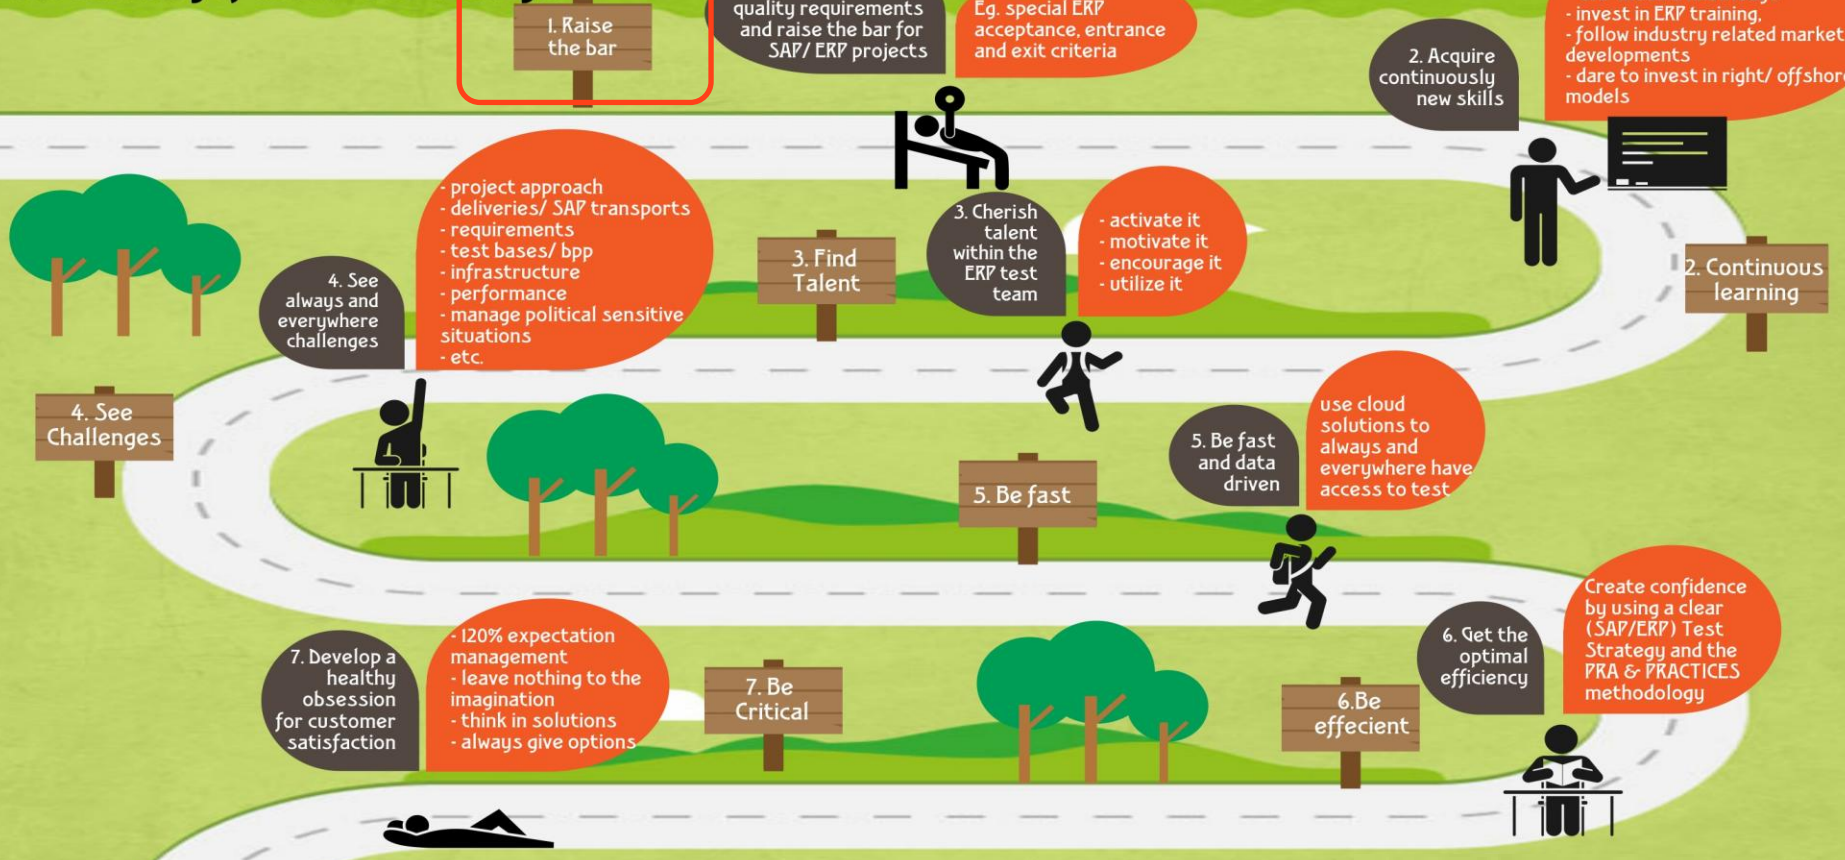 1. Raise
the bar
quality requirements
and raise the bar for
SAP/ ERP projects
Eg. special ERP
acceptance, entrance
and exit criteria
2. Acquire
continuously
new skills
- invest in ERP training,
- follow industry related market
developments
- dare to invest in right/ offshore
models
2. Continuous
learning
3. Find
Talent
3. Cherish
talent
within the
ERP test
team
- activate it
- motivate it
- encourage it
- utilize it
4. See
always and
everywhere
challenges
- project approach
- deliveries/ SAP transports
- requirements
- test bases/ bpp
- infrastructure
- performance
- manage political sensitive
situations
- etc.
4. See
Challenges
5. Be fast
5. Be fast
and data
driven
use cloud
solutions to
always and
everywhere have
access to test
6. Get the
optimal
efficiency
Create confidence
by using a clear
(SAP/ERP) Test
Strategy and the
PRA & PRACTICES
methodology
6.Be
effecient
7. Be
Critical
7. Develop a
healthy
obsession
for customer
satisfaction
- 120% expectation
management
- leave nothing to the
imagination
- think in solutions
- always give options